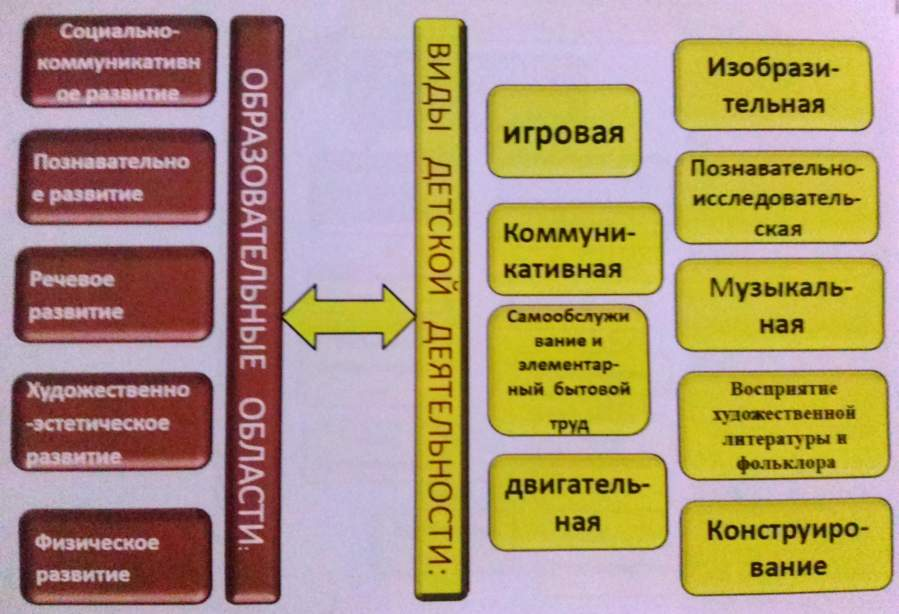 Социально-
коммуникативн
ое развитие
Познавательно
е развитие
Речевое
развитие
Художественно
-эстетическое
развитие
Физическое
развитие
ОБРАЗОВАТЕЛЬНЫЕ ОБЛАСТИ:
ВИДЫ ДЕТСКОЙ ДЕЯТЕЛЬНОСТИ:
игровая
Коммуни-
кативная
Самообслужи
вание и
элементар-
ный бытовой
труд
двигатель-
ная
Изобрази-
тельная
Познавательно-
исследователь-
ская
Музыкаль-
ная
Восприятие
художественной
литературы и
фольклора
Конструиро-
вание